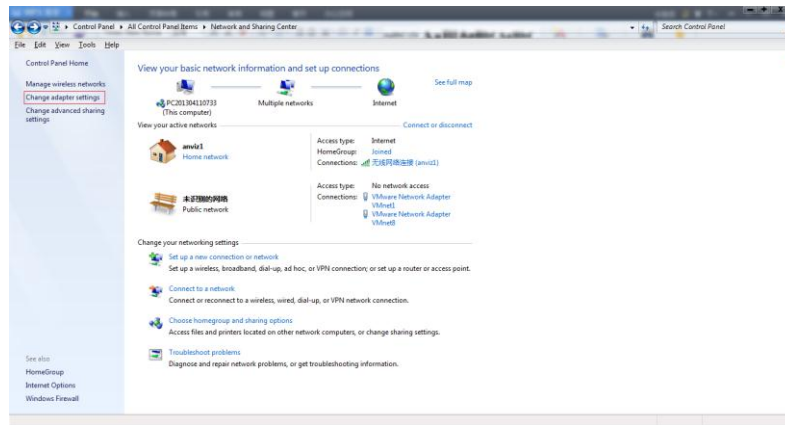 Control Panel ▸ All Control Panel Items ▸ Network and Sharing Center
Search Control Panel
File Edit View Tools Help
Control Panel Home
Manage wireless networks
Change adapter settings
Change advanced sharing
settings
See also
HomeGroup
Internet Options
Windows Firewall
View your basic network information and set up connections
See full map
PC201304110733
(This computer)
Multiple networks
Internet
View your active networks
Connect or disconnect
anviz1
Home network
Access type: Internet
HomeGroup: Joined
Connections: 无线网络连接 (anviz1)
未识别的网络
Public network
Access type: No network access
Connections: VMware Network Adapter
VMnet1
VMware Network Adapter
VMnet8
Change your networking settings
Set up a new connection or network
Set up a wireless, broadband, dial-up, ad hoc, or VPN connection; or set up a router or access point.
Connect to a network
Connect or reconnect to a wireless, wired, dial-up, or VPN network connection.
Choose homegroup and sharing options
Access files and printers located on other network computers, or change sharing settings.
Troubleshoot problems
Diagnose and repair network problems, or get troubleshooting information.